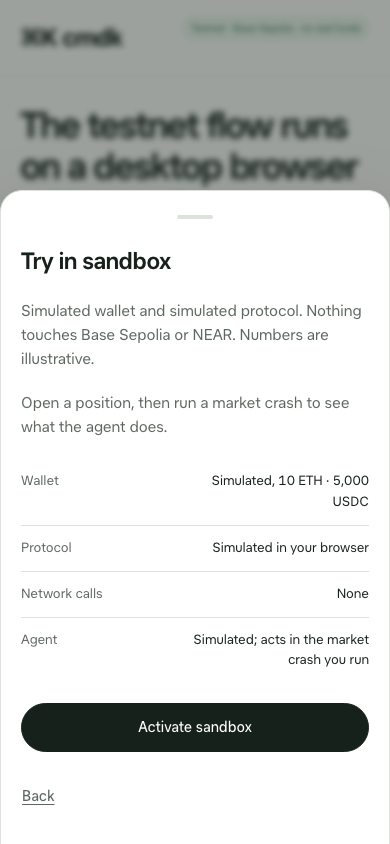 ⌘K cmdk
The testnet flow runs
on a desktop browser
Try in sandbox
Simulated wallet and simulated protocol. Nothing
touches Base Sepolia or NEAR. Numbers are
illustrative.
Open a position, then run a market crash to see
what the agent does.
Wallet
Simulated, 10 ETH · 5,000
USDC
Protocol
Simulated in your browser
Network calls
None
Agent
Simulated; acts in the market
crash you run
Activate sandbox
Back